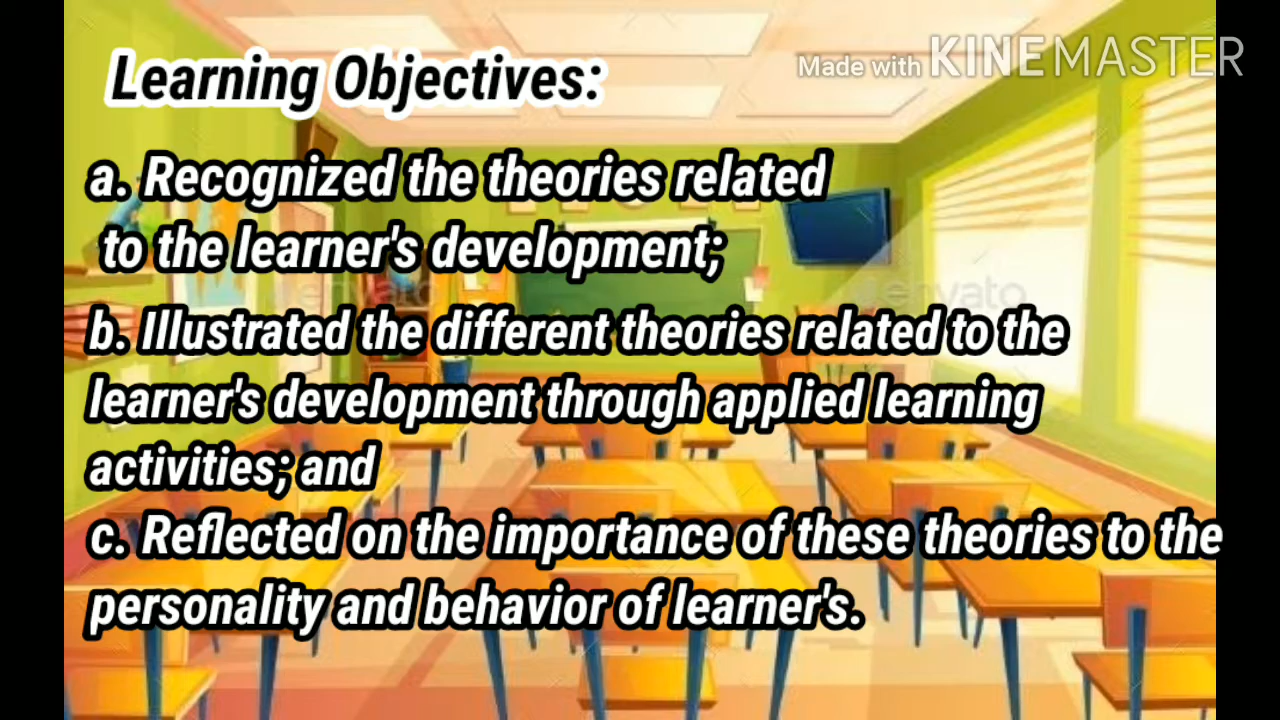 Made with KINEMASTER
Learning Objectives:
a. Recognized the theories related
to the learner's development;
envato
envato
b. Illustrated the different theories related to the
learner's development through applied learning
activities; and
c. Reflected on the importance of these theories to the
personality and behavior of learner's.